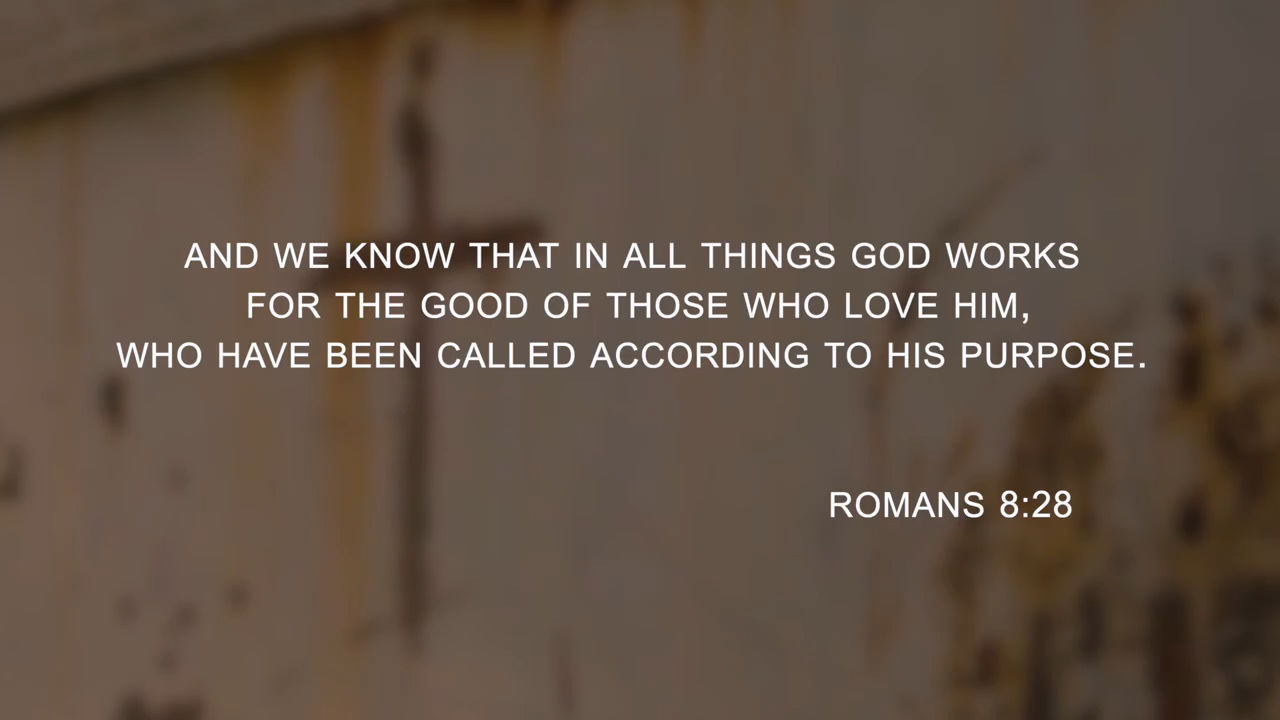 AND WE KNOW THAT IN ALL THINGS GOD WORKS
FOR THE GOOD OF THOSE WHO LOVE HIM,
WHO HAVE BEEN CALLED ACCORDING TO HIS PURPOSE.
ROMANS 8:28